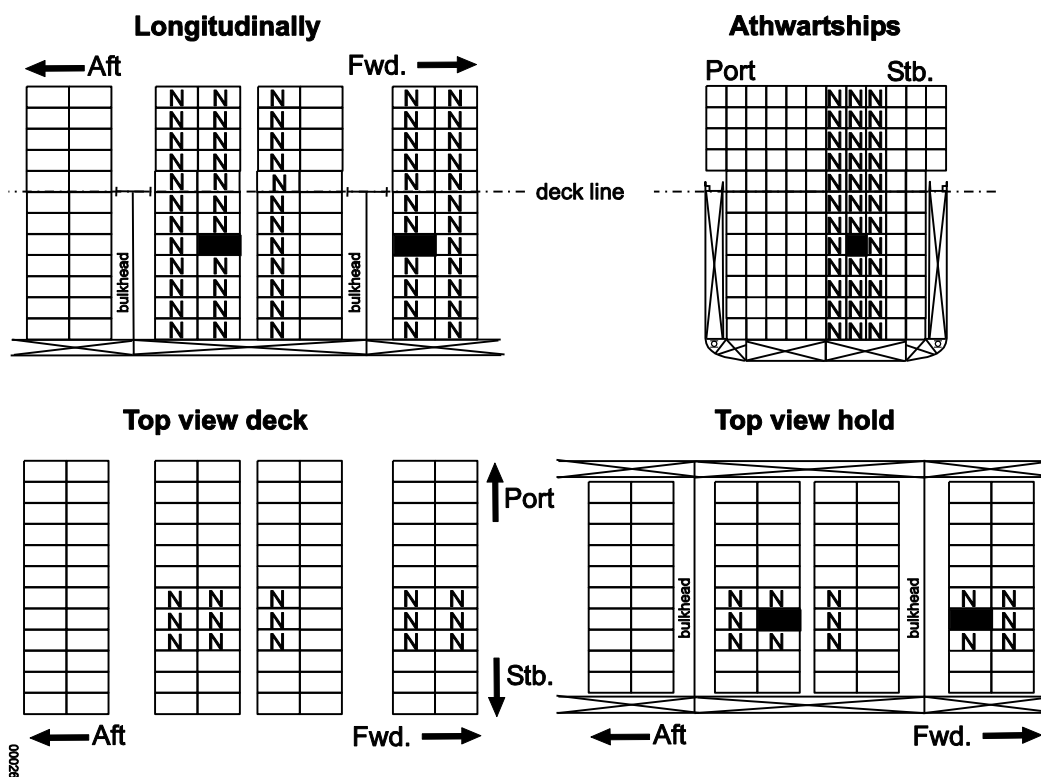 Longitudinally
Aft
Fwd.
N N N N N
N N N N N
N N N N N
N N N N N
N N N N N
N N N N N
N N N N N
N N N
N N N N N
N N N N N
N N N N N
N N N N N
bulkhead
bulkhead
deck line
Athwartships
Port
Stb.
N N N
N N N
N N N
N N N
N N N
N N N
N N N
N N
N N N
N N N
N N N
N N N
Top view deck
Port
N N N N N
N N N N N
N N N N N
Stb.
Aft
Fwd.
Top view hold
bulkhead
bulkhead
N N N N N
N N N
N N N N N
Aft
Fwd.